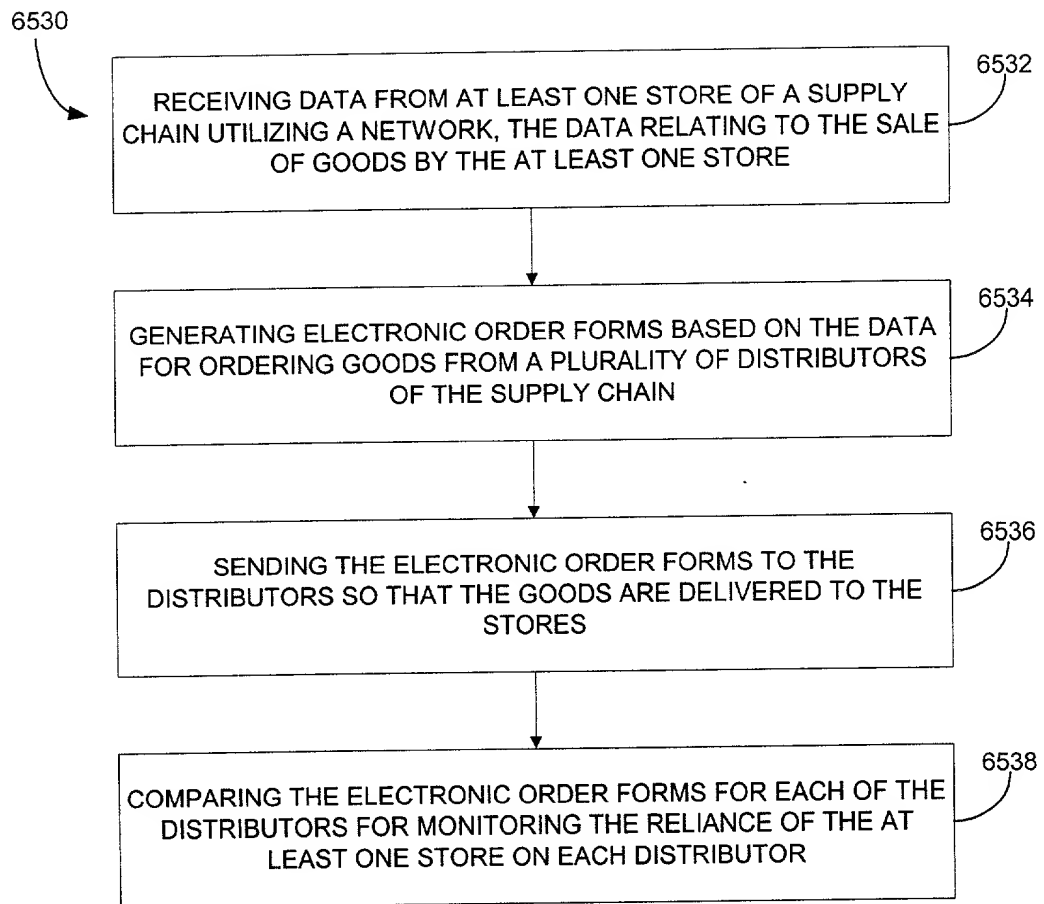 6530
6532
RECEIVING DATA FROM AT LEAST ONE STORE OF A SUPPLY
CHAIN UTILIZING A NETWORK, THE DATA RELATING TO THE SALE
OF GOODS BY THE AT LEAST ONE STORE
6534
GENERATING ELECTRONIC ORDER FORMS BASED ON THE DATA
FOR ORDERING GOODS FROM A PLURALITY OF DISTRIBUTORS
OF THE SUPPLY CHAIN
6536
SENDING THE ELECTRONIC ORDER FORMS TO THE
DISTRIBUTORS SO THAT THE GOODS ARE DELIVERED TO THE
STORES
6538
COMPARING THE ELECTRONIC ORDER FORMS FOR EACH OF THE
DISTRIBUTORS FOR MONITORING THE RELIANCE OF THE AT
LEAST ONE STORE ON EACH DISTRIBUTOR